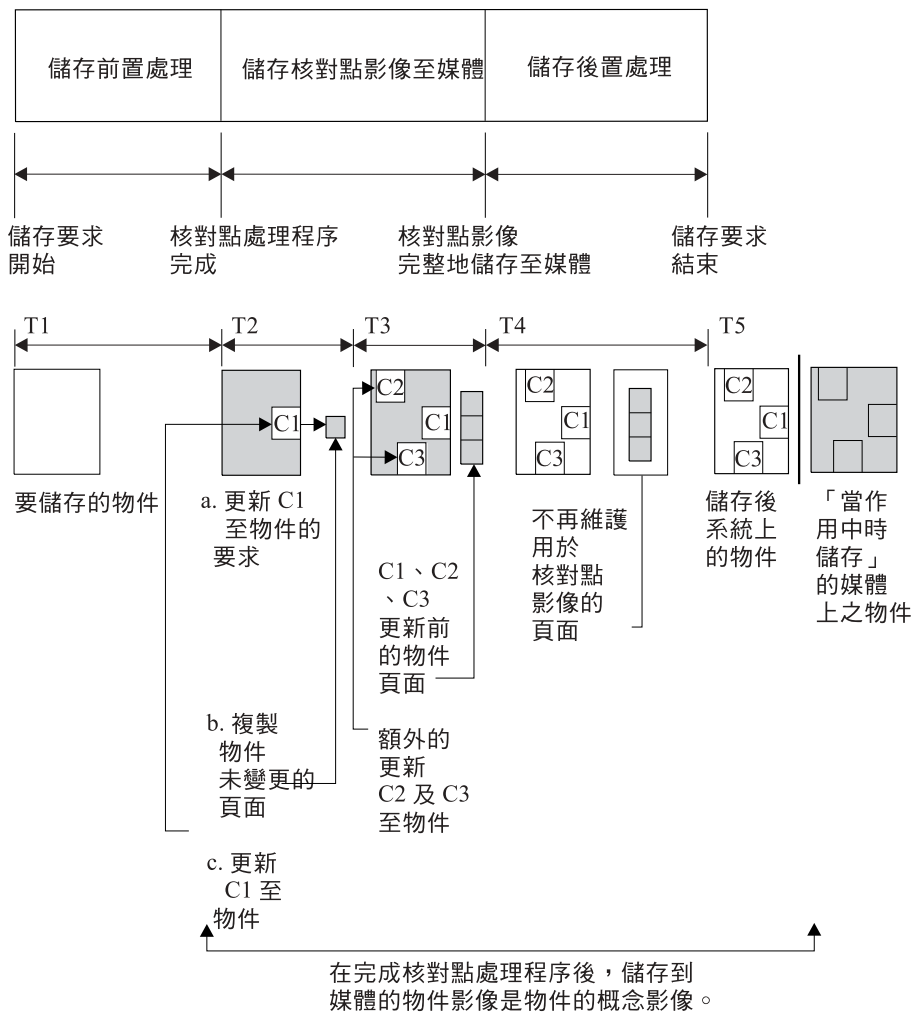 儲存前置處理
儲存核對點影像至媒體
儲存後置處理
儲存要求
開始
核對點處理程序
完成
核對點影像
完整地儲存至媒體
儲存要求
結束
T1
T2
T3
T4
T5
C1
C2
C1
C3
C2
C1
C3
C2
C1
C3
要儲存的物件
a. 更新 C1
至物件的
要求
C1、C2
、C3
更新前
的物件
頁面
不再維護
用於
核對點
影像的
頁面
儲存後
系統上
的物件
「當作
用中時
儲存」
的媒體
上之物件
b. 複製
物件
未變更的
頁面
額外的
更新
C2 及 C3
至物件
c. 更新
C1 至
物件
在完成核對點處理程序後，儲存到
媒體的物件影像是物件的概念影像。